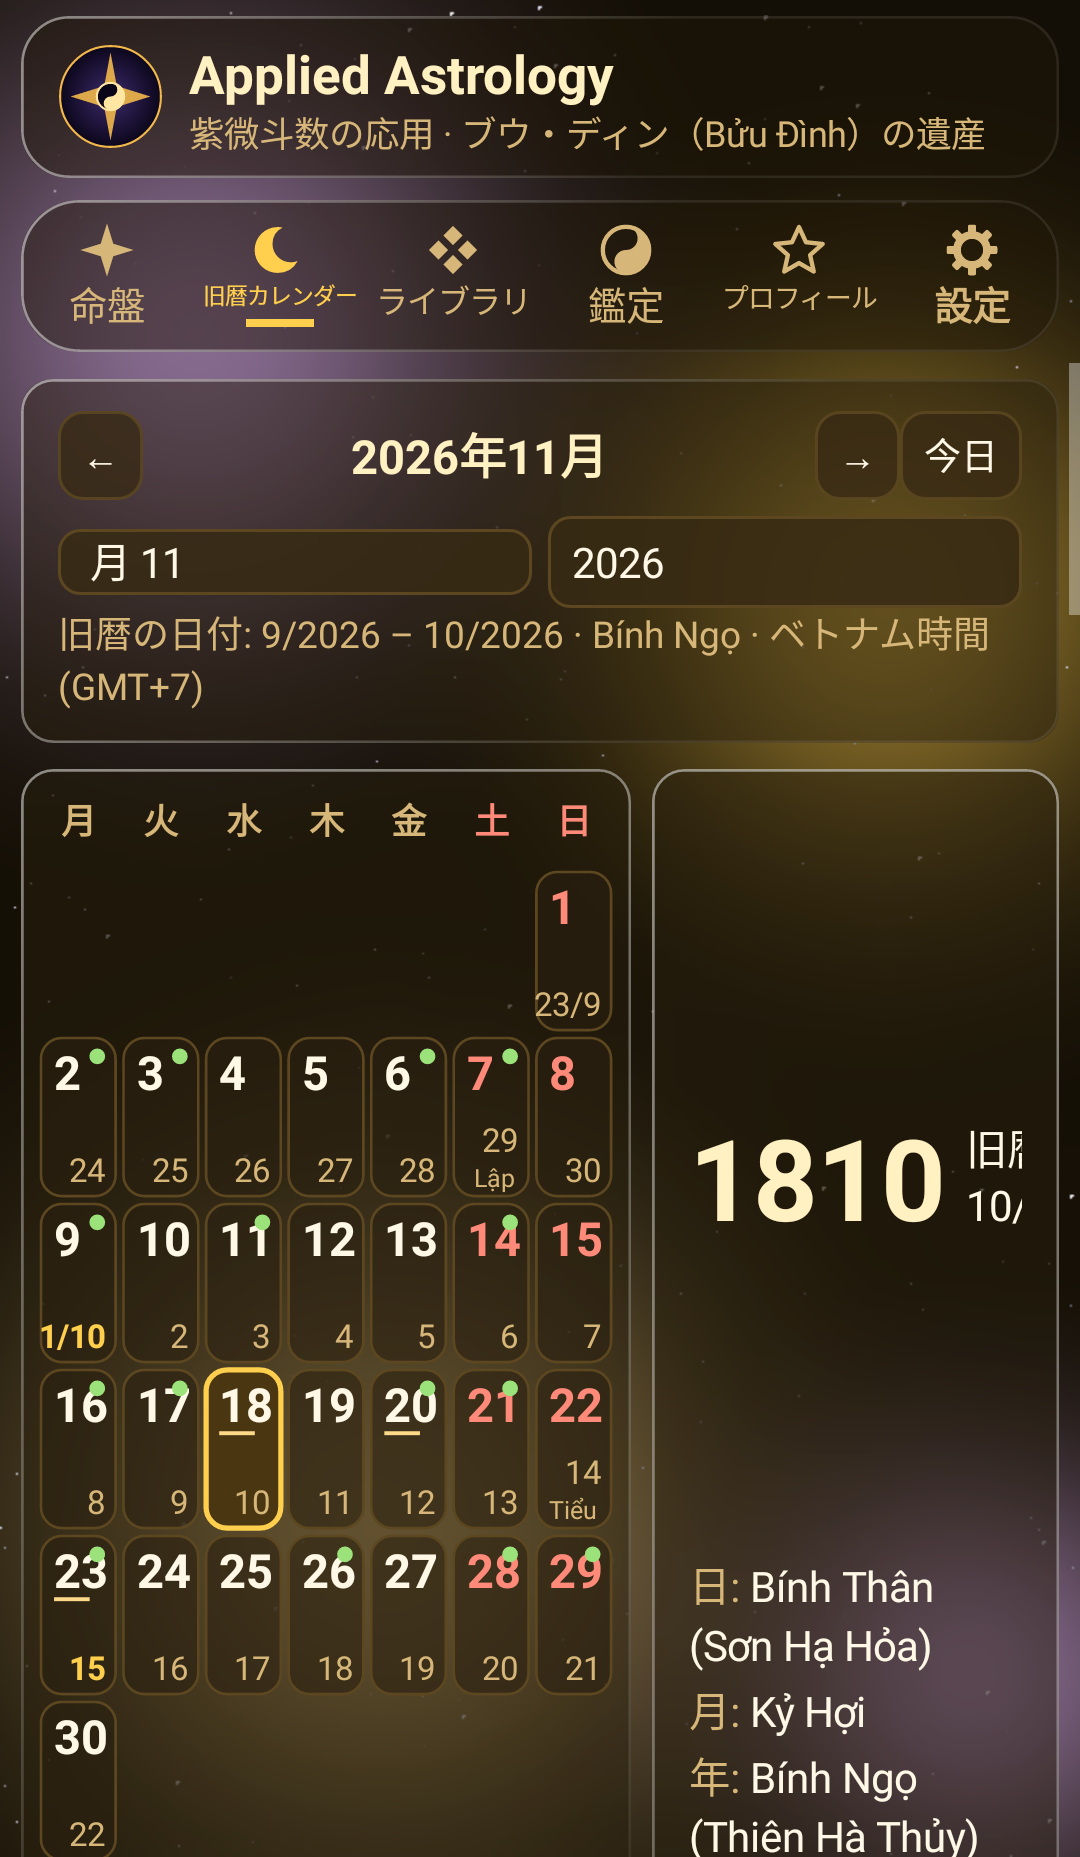 Applied Astrology
紫微斗数の応用 · ブウ・ディン（Bửu Đình）の遺産
命盤
旧暦カレンダー
ライブラリ
鑑定
プロフィール
設定
←
2026年11月
→
今日
月 11
2026
旧暦の日付: 9/2026 – 10/2026 · Bính Ngọ · ベトナム時間
(GMT+7)
月 火 水 木 金 土 日
1
23/9
2 3 4 5 6 7 8
24 25 26 27 28 29 30
Lập
9 10 11 12 13 14 15
1/10 2 3 4 5 6 7
16 17 18 19 20 21 22
8 9 10 11 12 13 14
Tiểu
23 24 25 26 27 28 29
15 16 17 18 19 20 21
30
22
1810
旧
10/
日: Bính Thân
(Sơn Hạ Hỏa)
月: Kỷ Hợi
年: Bính Ngọ
(Thiên Hà Thủy)